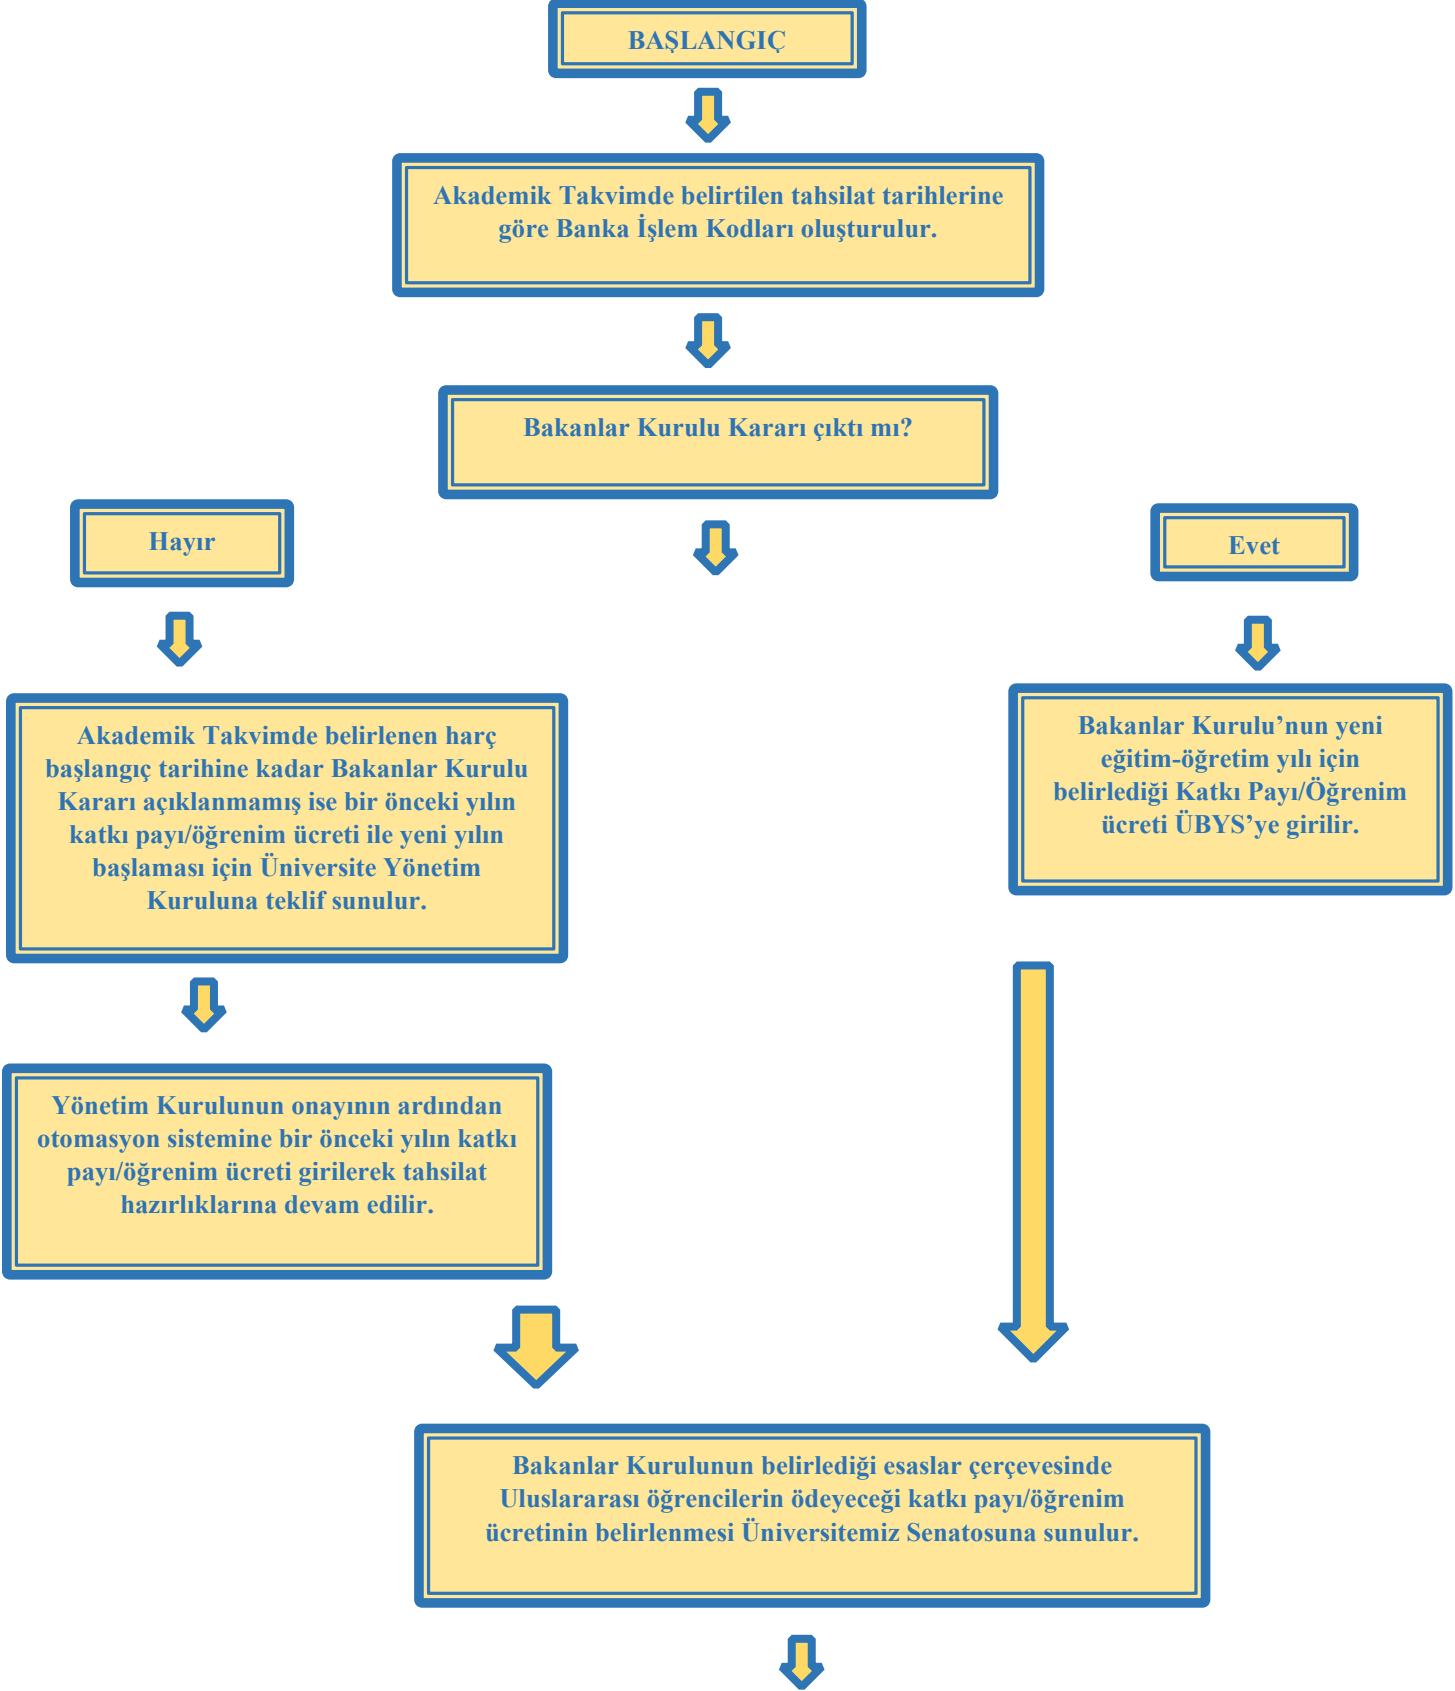 BAŞLANGIÇ
Akademik Takvimde belirtilen tahsilat tarihlerine
göre Banka İşlem Kodları oluşturulur.
Bakanlar Kurulu Kararı çıktı mı?
Hayır
Evet
Akademik Takvimde belirlenen harç
başlangıç tarihine kadar Bakanlar Kurulu
Kararı açıklanmamış ise bir önceki yılın
katkı payı/öğrenim ücreti ile yeni yılın
başlaması için Üniversite Yönetim
Kuruluna teklif sunulur.
Bakanlar Kurulu’nun yeni
eğitim-öğretim yılı için
belirlediği Katkı Payı/Öğrenim
ücreti ÜBYS’ye girilir.
Yönetim Kurulunun onayının ardından
otomasyon sistemine bir önceki yılın katkı
payı/öğrenim ücreti girilerek tahsilat
hazırlıklarına devam edilir.
Bakanlar Kurulunun belirlediği esaslar çerçevesinde
Uluslararası öğrencilerin ödeyeceği katkı payı/öğrenim
ücretinin belirlenmesi Üniversitemiz Senatosuna sunulur.